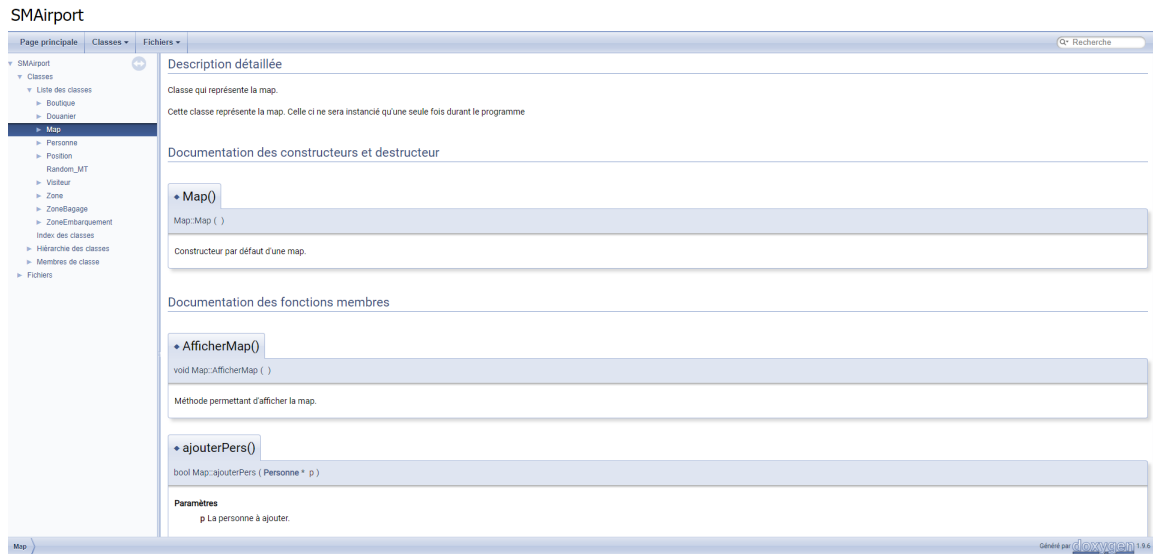 SMAirport
Page principale Classes Fichiers Recherche
SMAirport
Classes
Liste des classes
Boutique
Douanier
Map
Personne
Position
Random_MT
Visiteur
Zone
ZoneBagage
ZoneEmbarquement
Index des classes
Hiérarchie des classes
Membres de classe
Fichiers
Description détaillée
Classe qui représente la map.
Cette classe représente la map. Celle ci ne sera instancié qu'une seule fois durant le programme
Documentation des constructeurs et destructeur
◆ Map()
Map::Map ( )
Constructeur par défaut d'une map.
Documentation des fonctions membres
◆ AfficherMap()
void Map::AfficherMap ( )
Méthode permettant d'afficher la map.
◆ ajouterPers()
bool Map::ajouterPers ( Personne * p )
Paramètres
p La personne à ajouter.
Map
Généré par doxygen 1.9.6